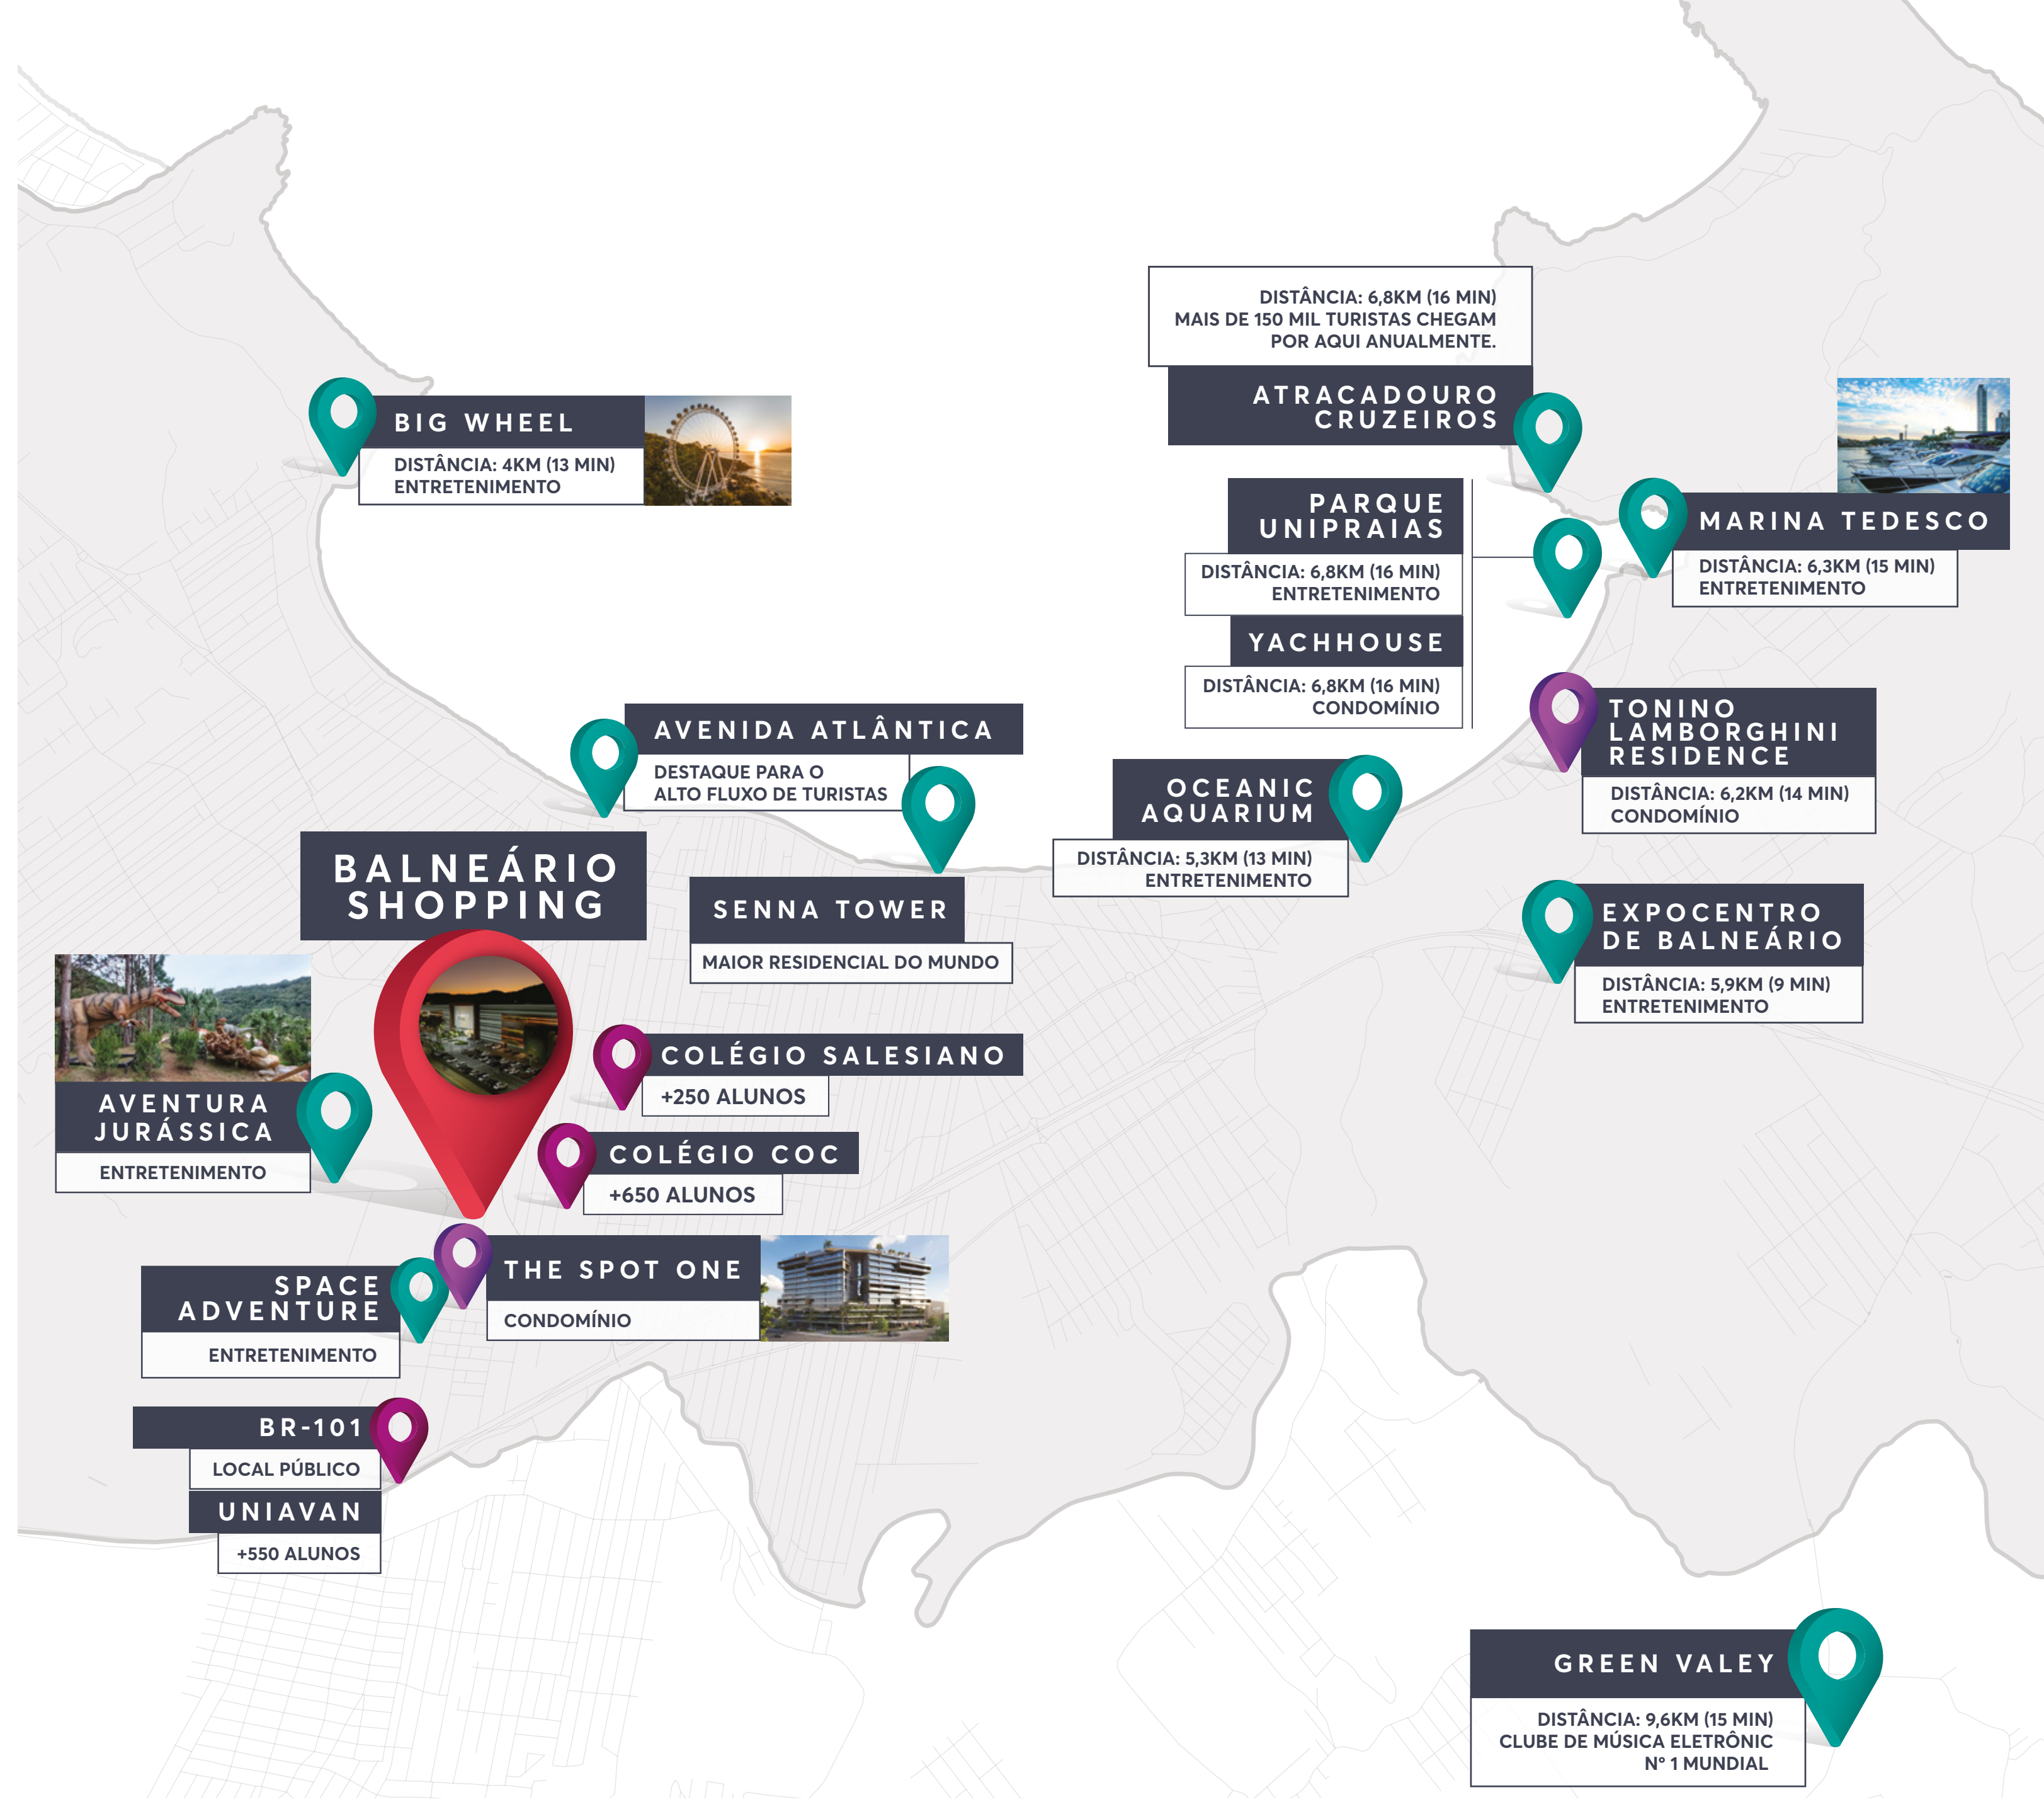 DISTÂNCIA: 6,8KM (16 MIN)
MAIS DE 150 MIL TURISTAS CHEGAM
POR AQUI ANUALMENTE.
ATRACADOURO
CRUZEIROS
BIG WHEEL
DISTÂNCIA: 4KM (13 MIN)
ENTRETENIMENTO
PARQUE
UNIPRAIAS
DISTÂNCIA: 6,8KM (16 MIN)
ENTRETENIMENTO
YACHHOUSE
DISTÂNCIA: 6,8KM (16 MIN)
CONDOMÍNIO
MARINA TEDESCO
DISTÂNCIA: 6,3KM (15 MIN)
ENTRETENIMENTO
TONINO
LAMBORGHINI
RESIDENCE
DISTÂNCIA: 6,2KM (14 MIN)
CONDOMÍNIO
AVENIDA ATLÂNTICA
DESTAQUE PARA O
ALTO FLUXO DE TURISTAS
OCEANIC
AQUARIUM
DISTÂNCIA: 5,3KM (13 MIN)
ENTRETENIMENTO
BALNEÁRIO
SHOPPING
SENNA TOWER
MAIOR RESIDENCIAL DO MUNDO
EXPOCENTRO
DE BALNEÁRIO
DISTÂNCIA: 5,9KM (9 MIN)
ENTRETENIMENTO
COLÉGIO SALESIANO
+250 ALUNOS
AVENTURA
JURÁSSICA
ENTRETENIMENTO
COLÉGIO COC
+650 ALUNOS
THE SPOT ONE
CONDOMÍNIO
SPACE
ADVENTURE
ENTRETENIMENTO
BR-101
LOCAL PÚBLICO
UNIAVAN
+550 ALUNOS
GREEN VALEY
DISTÂNCIA: 9,6KM (15 MIN)
CLUBE DE MÚSICA ELETRÔNIC
Nº 1 MUNDIAL